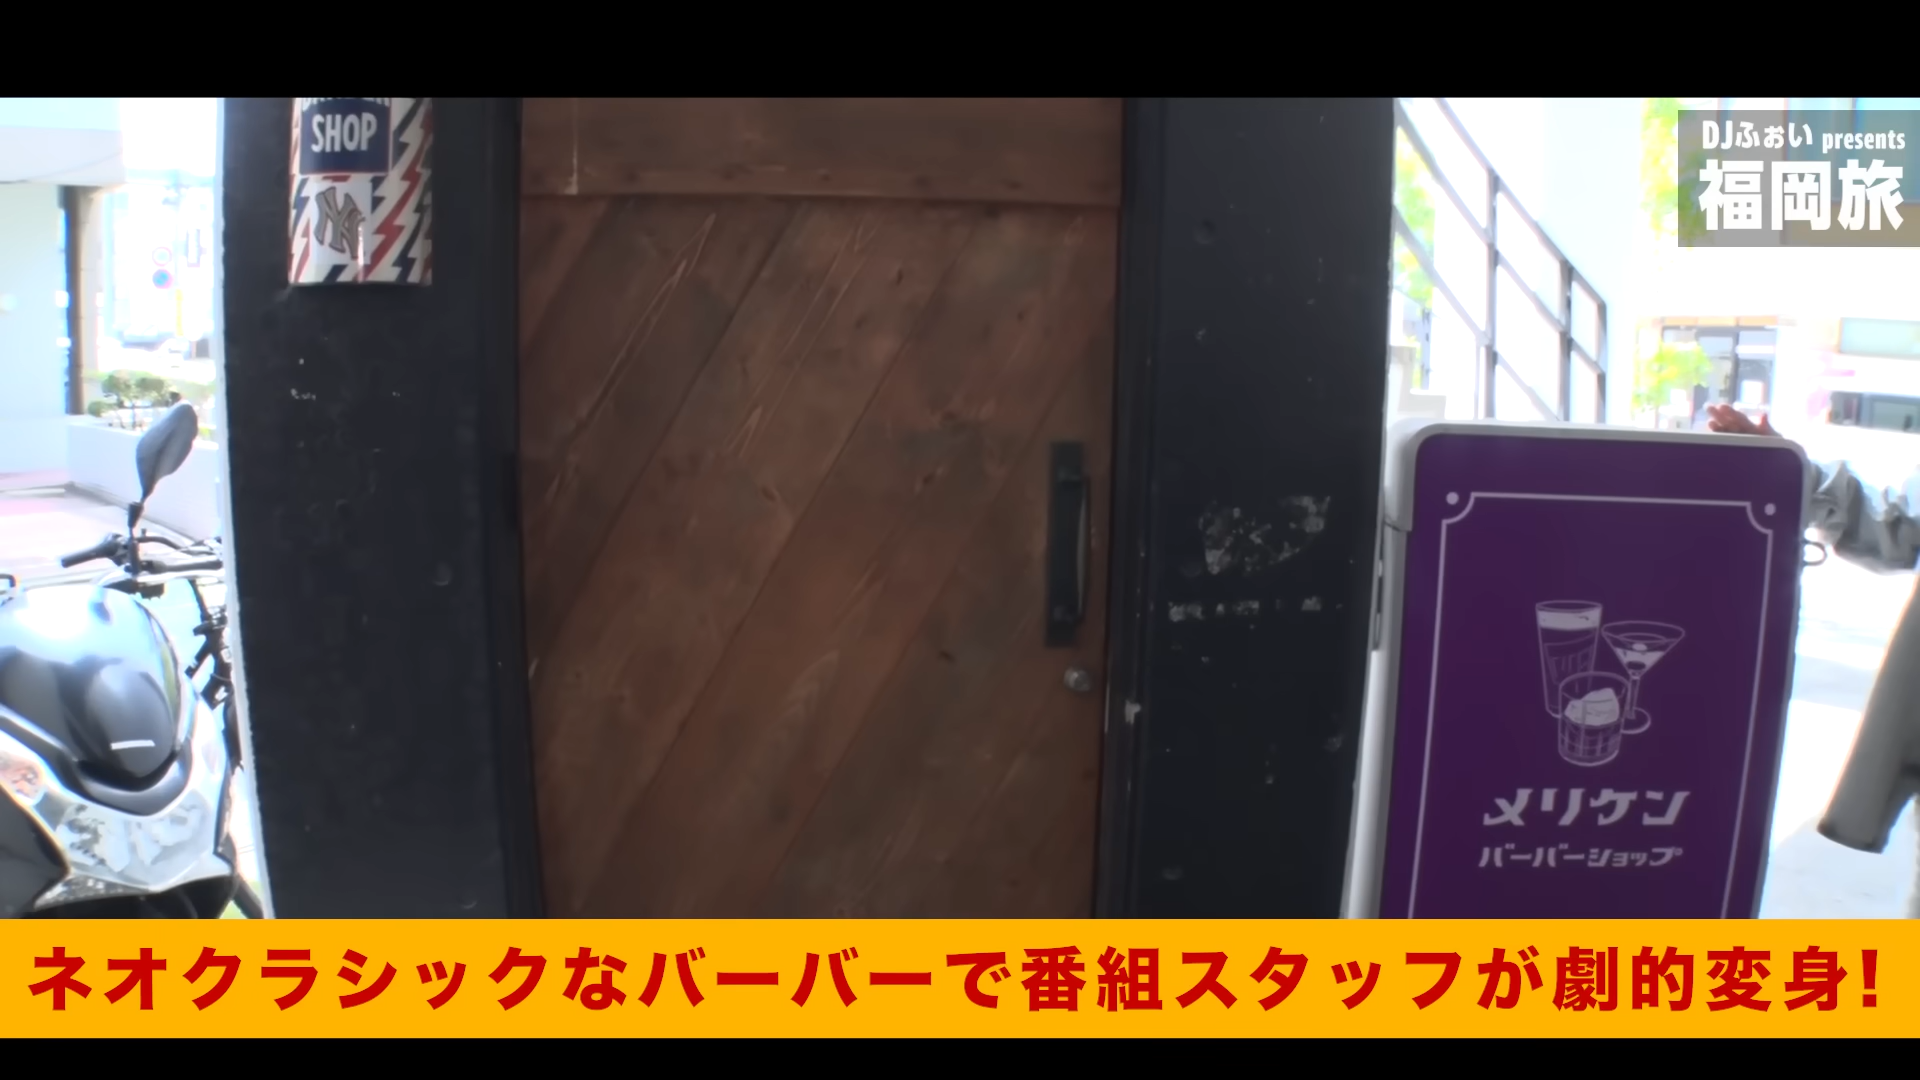 SHOP
NY
DJふぉい presents
福岡旅
メリケン
バーバーショップ
ネオクラシックなバーバーで番組スタッフが劇的変身!